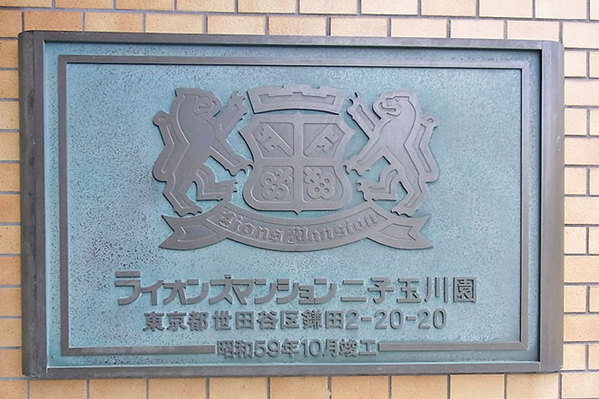 Lions Mansion
ライオンズマンション二子玉川園
東京都世田谷区鎌田2-20-20
昭和59年10月竣工